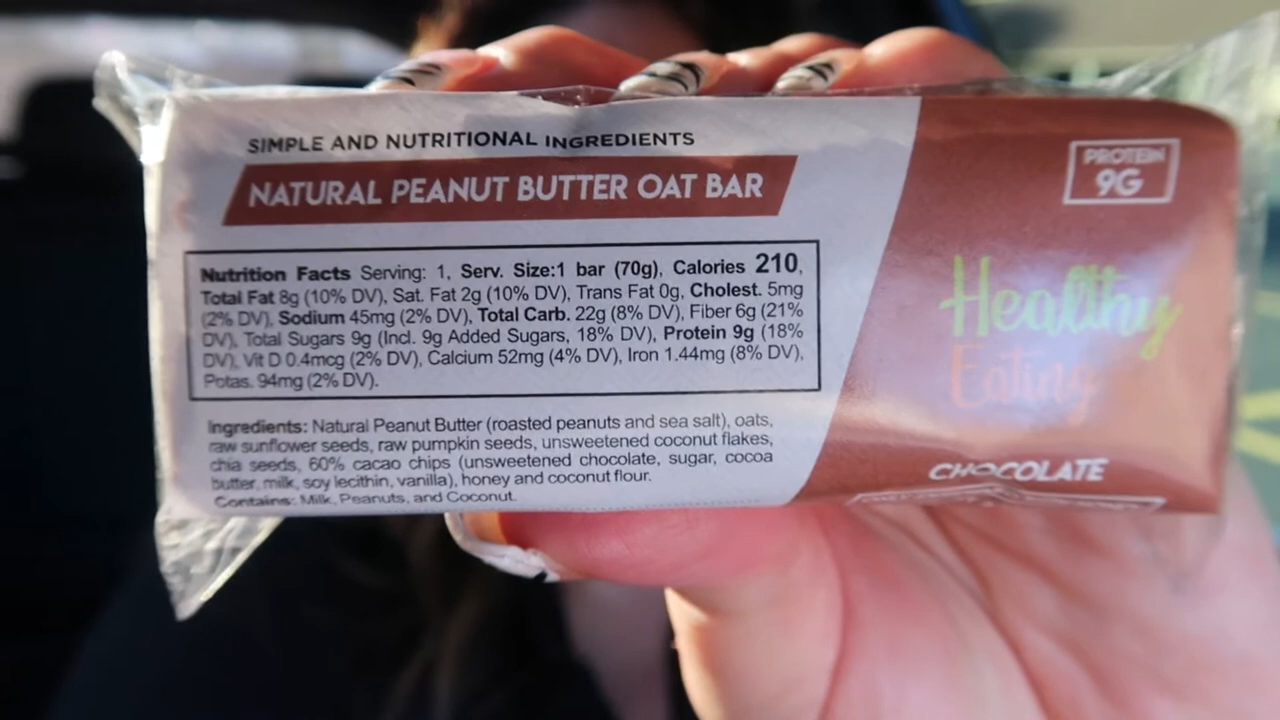 SIMPLE AND NUTRITIONAL INGREDIENTS
NATURAL PEANUT BUTTER OAT BAR
Nutrition Facts Serving: 1, Serv. Size:1 bar (70g), Calories 210,
Total Fat 8g (10% DV), Sat. Fat 2g (10% DV), Trans Fat 0g, Cholest. 5mg
(2% DV), Sodium 45mg (2% DV), Total Carb. 22g (8% DV), Fiber 6g (21%
DV), Total Sugars 9g (Incl. 9g Added Sugars, 18% DV), Protein 9g (18%
DV), Vit D 0.4mcg (2% DV), Calcium 52mg (4% DV), Iron 1.44mg (8% DV),
Potas. 94mg (2% DV).
Ingredients: Natural Peanut Butter (roasted peanuts and sea salt), oats,
raw sunflower seeds, raw pumpkin seeds, unsweetened coconut flakes,
chia seeds, 60% cacao chips (unsweetened chocolate, sugar, cocoa
butter, milk, soy lecithin, vanilla), honey and coconut flour.
Contains: Milk, Peanuts, and Coconut.
PROTEIN
9G
Healthy
Eating
CHOCOLATE